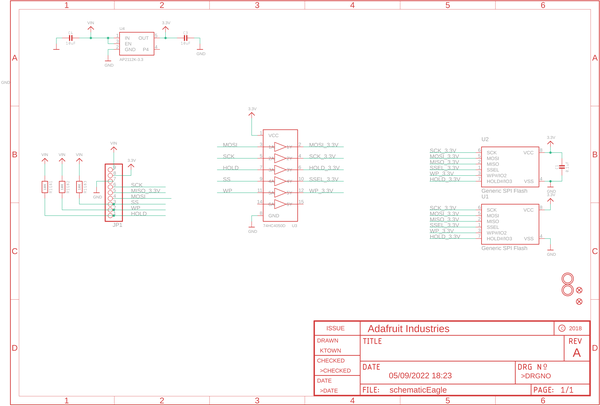 1 2 3 4 5 6
A A
B B
C C
D D
VIN
3.3V
U4
IN OUT
EN
GND P4
GND
GND
3.3V
VCC
MOSI MOSI_3.3V
SCK SCK_3.3V
HOLD HOLD_3.3V
SS SSEL_3.3V
WP WP_3.3V
GND
GND
U3
VIN VIN VIN
VIN
3.3V
GND
SCK
MISO_3.3V
MOSI
SS
WP
HOLD
JP1
U2
3.3V
SCK_3.3V SCK VCC
MOSI_3.3V MOSI
MISO_3.3V MISO
SSEL_3.3V SSEL
WP_3.3V WP/IO2
HOLD_3.3V HOLD/IO3 VSS
Generic SPI Flash
GND
U1
3.3V
SCK_3.3V SCK VCC
MOSI_3.3V MOSI
MISO_3.3V MISO
SSEL_3.3V SSEL
WP_3.3V WP/IO2
HOLD_3.3V HOLD/IO3 VSS
Generic SPI Flash
GND
ISSUE Adafruit Industries © 2018
DRAWN
KTOWN
TITLE
REV
A
CHECKED
>CHECKED
DATE
05/09/2022 18:23
DRG Nº
>DRGNO
DATE
>DATE
FILE: schematicEagle PAGE: 1/1
1 2 3 4 5 6